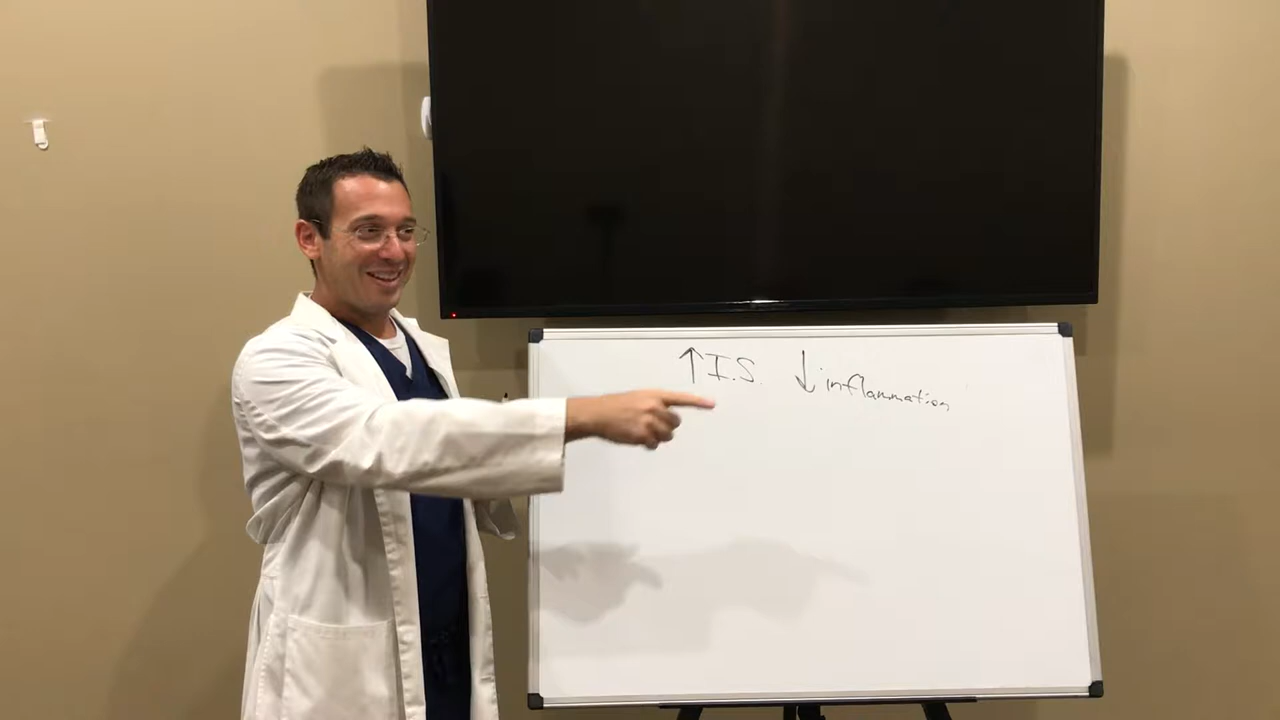 ↑ I.S. ↓ inflammation